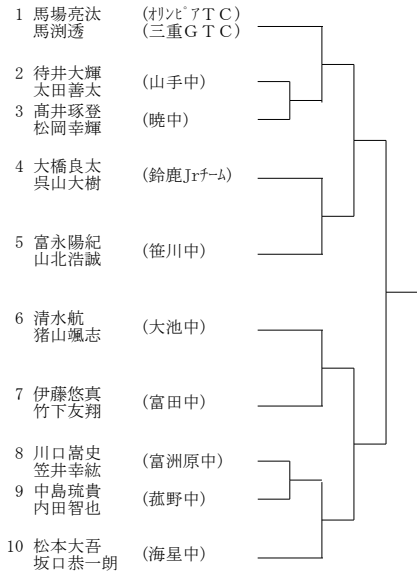 1 馬場亮汰 (ｵﾘﾝﾋﾟｱＴＣ)
馬渕透 (三重ＧＴＣ)
2 待井大輝
太田善太 (山手中)
3 髙井琢登
松岡幸輝 (暁中)
4 大橋良太
呉山大樹 (鈴鹿Jrﾁｰﾑ)
5 富永陽紀
山北浩誠 (笹川中)
6 清水航
猪山颯志 (大池中)
7 伊藤悠真
竹下友翔 (富田中)
8 川口嵩史
笠井幸紘 (富洲原中)
9 中島琉貴
内田智也 (菰野中)
10 松本大吾
坂口恭一朗 (海星中)